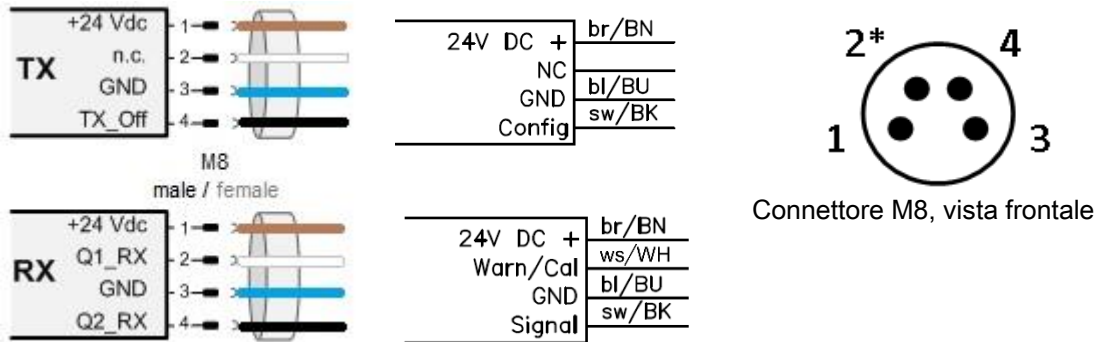 TX
+24 Vdc
1
n.c.
2
GND
3
TX_Off
4
M8
male / female
RX
+24 Vdc
1
Q1_RX
2
GND
3
Q2_RX
4
24V DC +
br/BN
NC
GND
bl/BU
Config
sw/BK
24V DC +
br/BN
Warn/Cal
ws/WH
GND
bl/BU
Signal
sw/BK
2*
4
1
3
Connettore M8, vista frontale